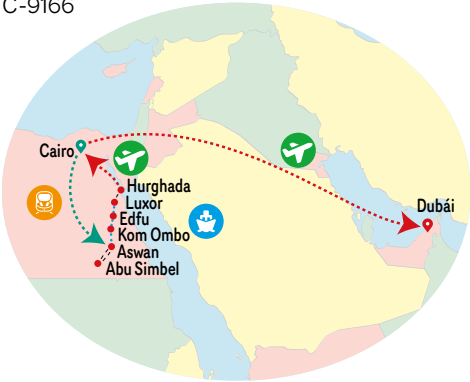 C-9166
Cairo
Hurghada
Luxor
Edfu
Kom Ombo
Aswan
Abu Simbel
Dubái